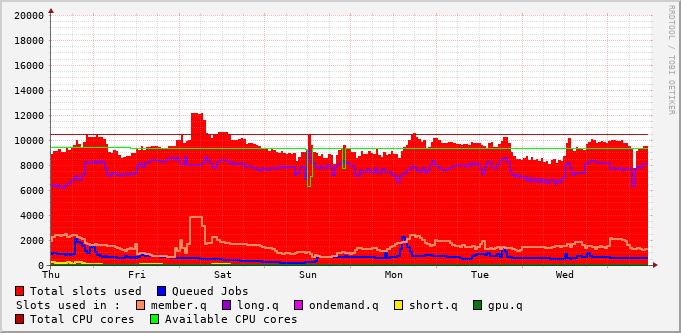 20000
18000
16000
14000
12000
10000
8000
6000
4000
2000
0
Thu Fri Sat Sun Mon Tue Wed
RRDTOOL / TOBI OETIKER
Total slots used Queued Jobs
Slots used in : member.q long.q ondemand.q short.q gpu.q
Total CPU cores Available CPU cores